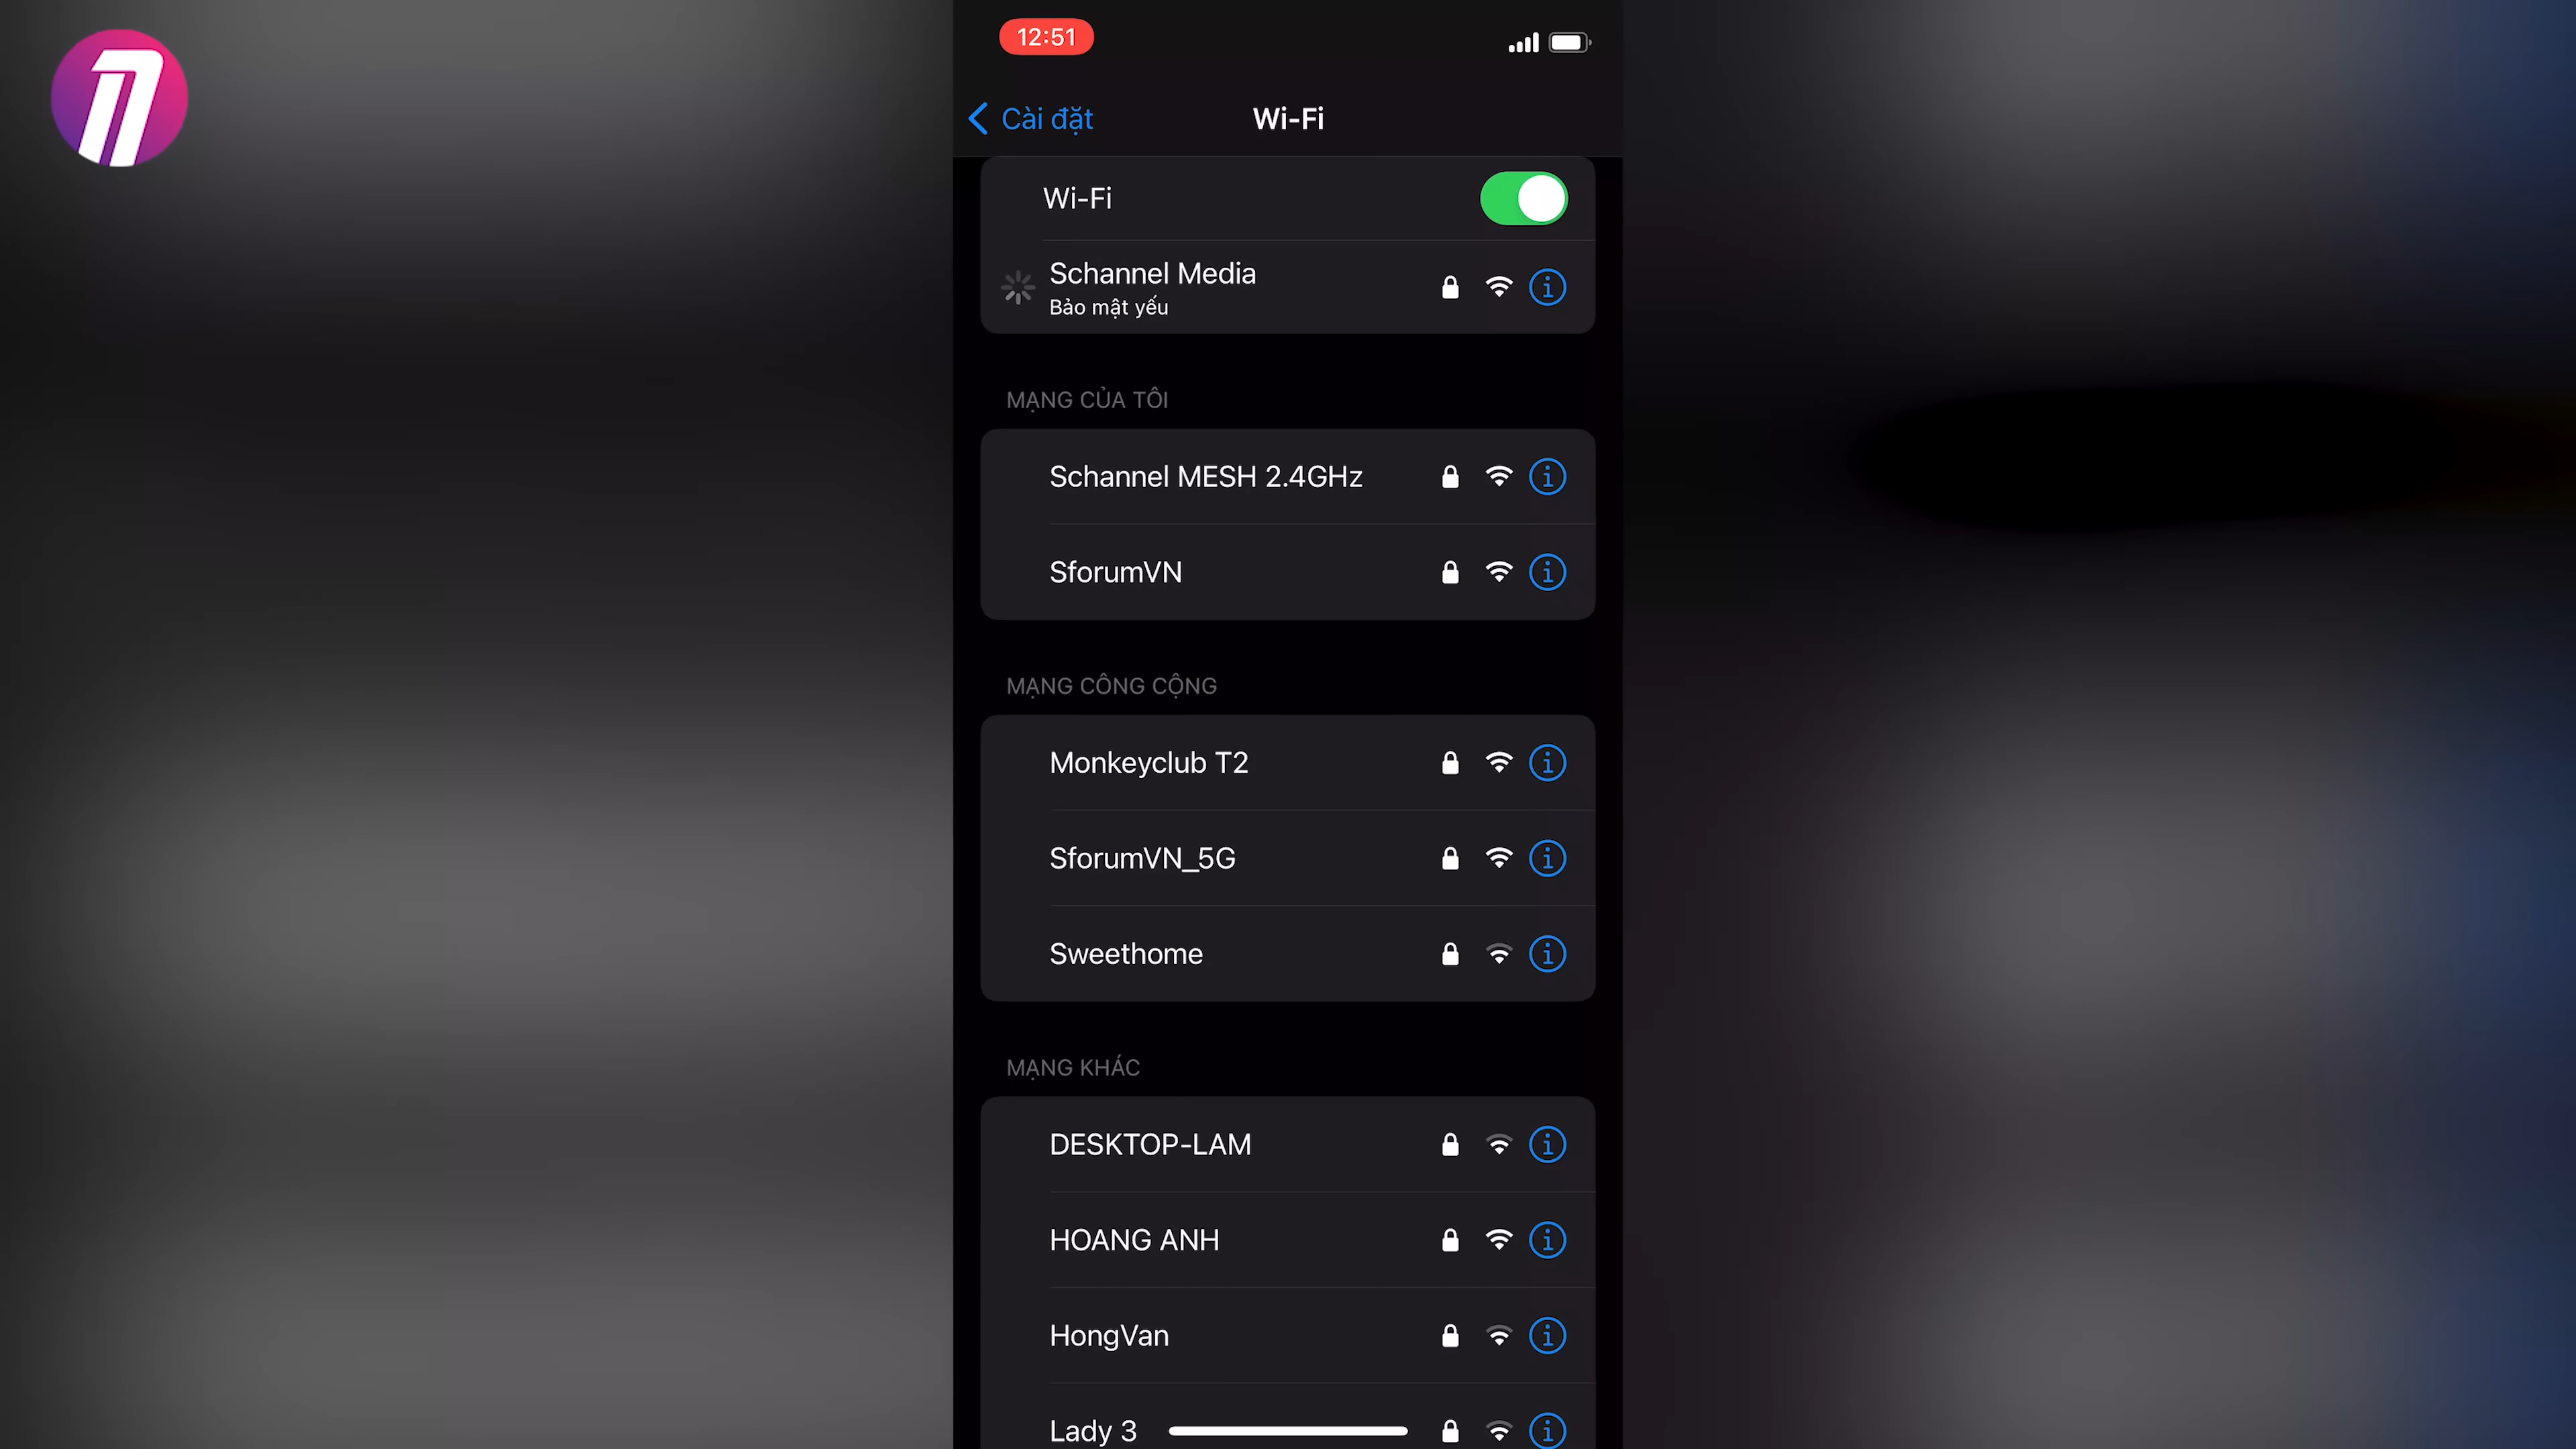 12:51
Cài đặt
Wi-Fi
Wi-Fi
Schannel Media
Bảo mật yếu
MẠNG CỦA TÔI
Schannel MESH 2.4GHz
SforumVN
MẠNG CÔNG CỘNG
Monkeyclub T2
SforumVN_5G
Sweethome
MẠNG KHÁC
DESKTOP-LAM
HOANG ANH
HongVan
Lady 3